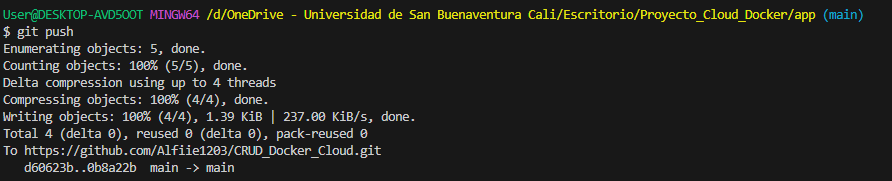 User@DESKTOP-AVD5OOT MINGW64 /d/OneDrive - Universidad de San Buenaventura Cali/Escritorio/Proyecto_Cloud_Docker/app (main)
$ git push
Enumerating objects: 5, done.
Counting objects: 100% (5/5), done.
Delta compression using up to 4 threads
Compressing objects: 100% (4/4), done.
Writing objects: 100% (4/4), 1.39 KiB | 237.00 KiB/s, done.
Total 4 (delta 0), reused 0 (delta 0), pack-reused 0
To https://github.com/Alfiie1203/CRUD_Docker_Cloud.git
   d60623b..0b8a22b  main -> main